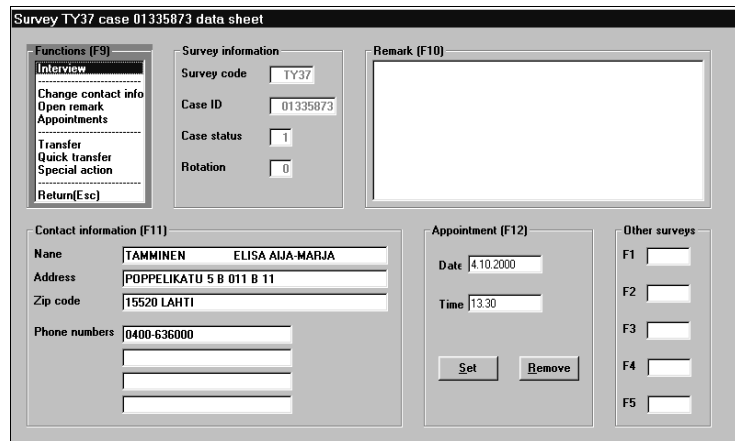 Survey TY37 case 01335873 data sheet
Functions (F9)
Interview
Change contact info
Open remark
Appointments
Transfer
Quick transfer
Special action
Return(Esc)
Survey information
Survey code TY37
Case ID 01335873
Case status 1
Rotation 0
Remark (F10)
Contact information (F11)
Nane TAMMINEN ELISA AIJA-MARJA
Address POPPELIKATU 5 B 011 B 11
Zip code 15520 LAHTI
Phone numbers 0400-636000
Appointment (F12)
Date 4.10.2000
Time 13.30
Set Remove
Other surveys
F1
F2
F3
F4
F5